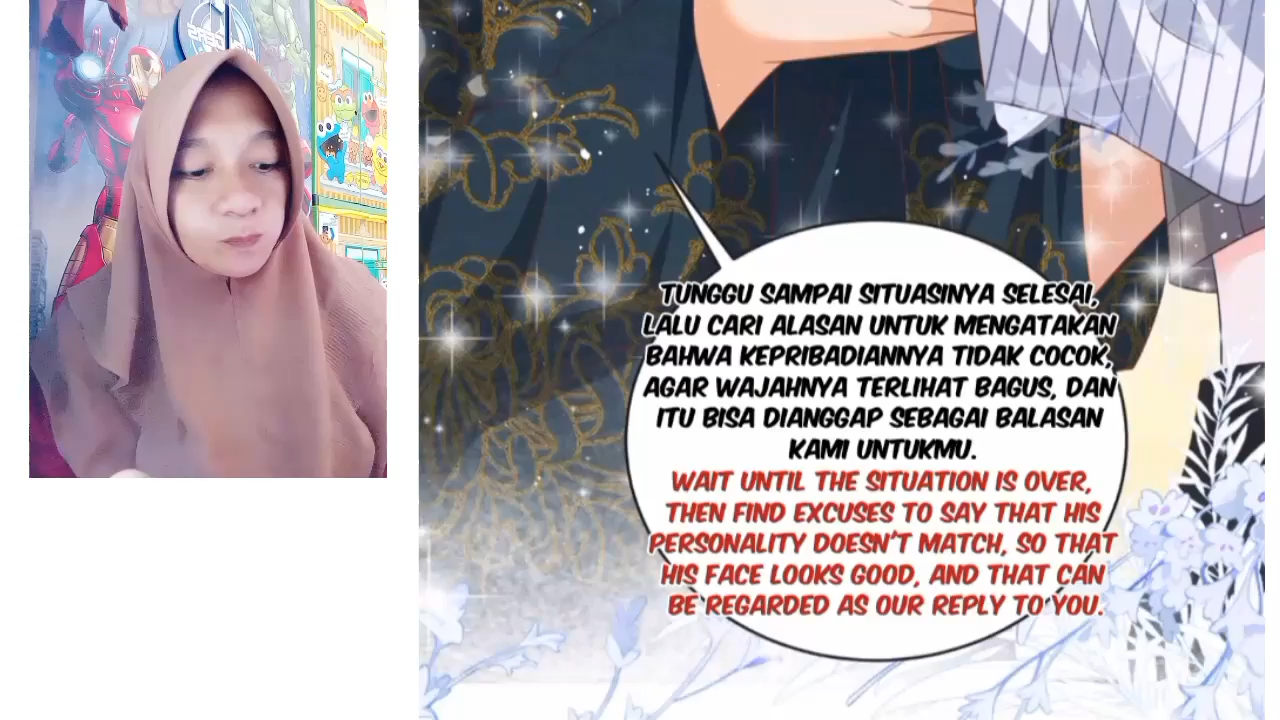 TUNGGU SAMPAI SITUASINYA SELESAI,
LALU CARI ALASAN UNTUK MENGATAKAN
BAHWA KEPRIBADIANNYA TIDAK COCOK,
AGAR WAJAHNYA TERLIHAT BAGUS, DAN
ITU BISA DIANGGAP SEBAGAI BALASAN
KAMI UNTUKMU.
WAIT UNTIL THE SITUATION IS OVER,
THEN FIND EXCUSES TO SAY THAT HIS
PERSONALITY DOESN'T MATCH, SO THAT
HIS FACE LOOKS GOOD, AND THAT CAN
BE REGARDED AS OUR REPLY TO YOU.